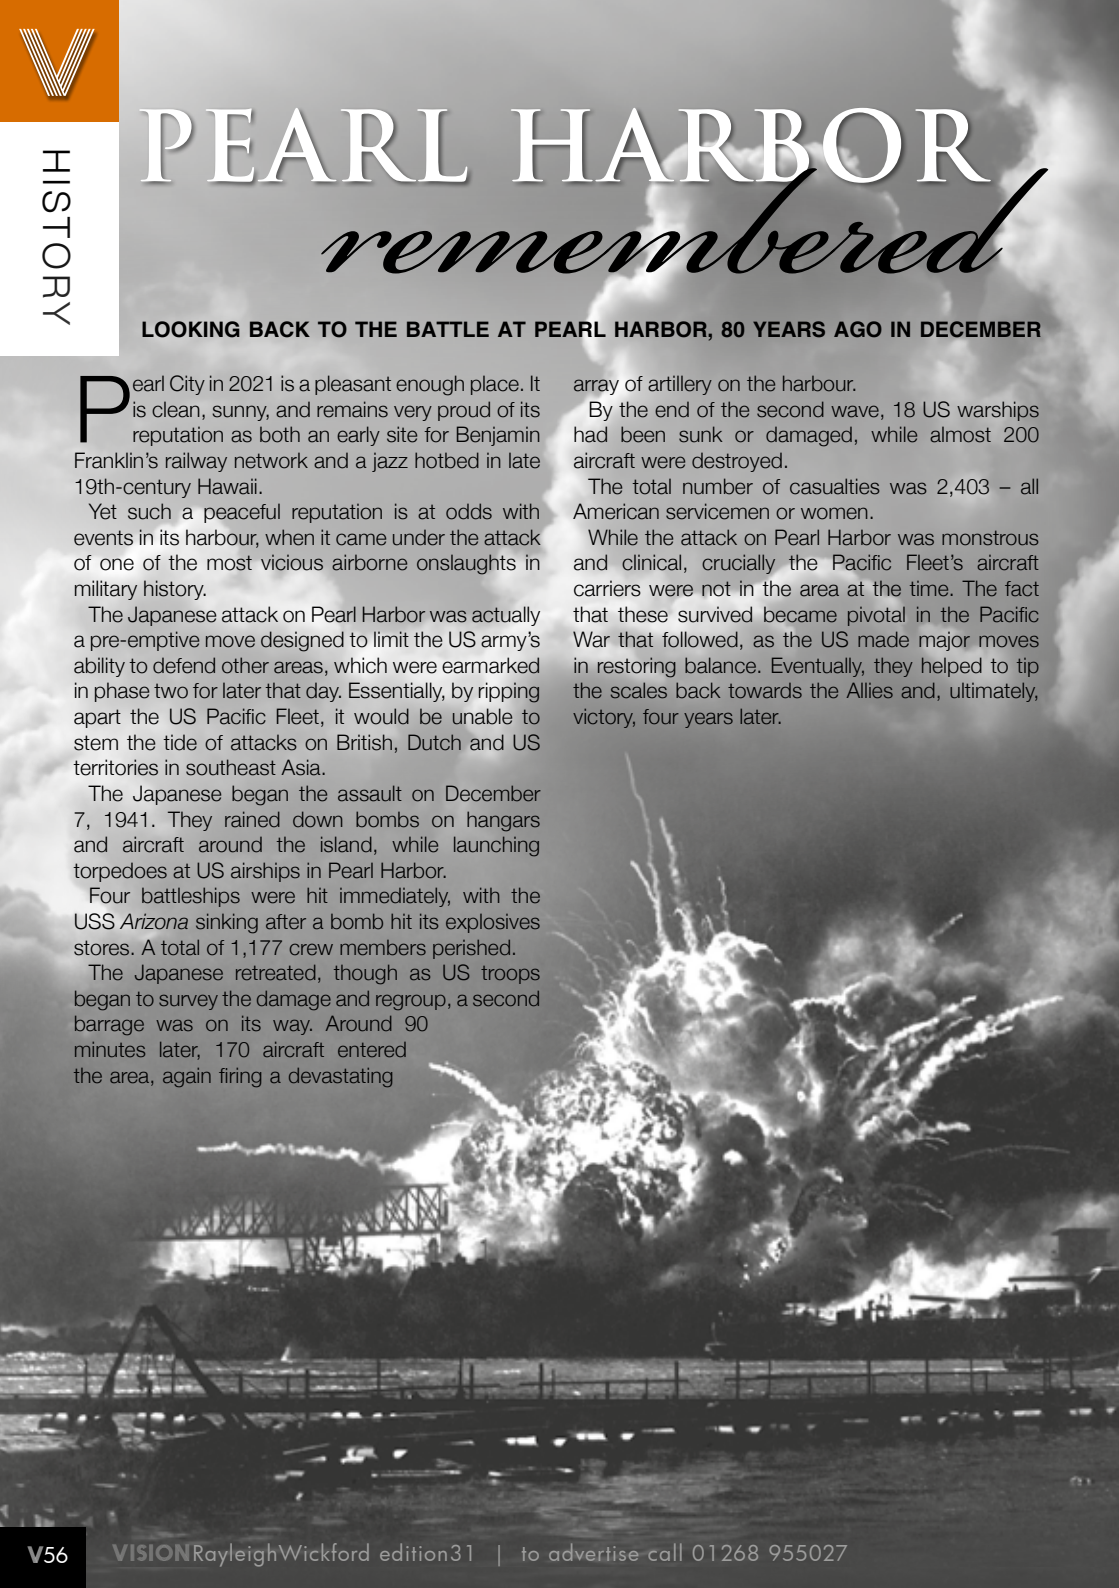 V
HISTORY
PEARL HARBOR
remembered
LOOKING BACK TO THE BATTLE AT PEARL HARBOR, 80 YEARS AGO IN DECEMBER
Pearl City in 2021 is a pleasant enough place. It
is clean, sunny, and remains very proud of its
reputation as both an early site for Benjamin
Franklin's railway network and a jazz hotbed in late
19th-century Hawaii.
Yet such a peaceful reputation is at odds with
events in its harbour, when it came under the attack
of one of the most vicious airborne onslaughts in
military history.
The Japanese attack on Pearl Harbor was actually
a pre-emptive move designed to limit the US army's
ability to defend other areas, which were earmarked
in phase two for later that day. Essentially, by ripping
apart the US Pacific Fleet, it would be unable to
stem the tide of attacks on British, Dutch and US
territories in southeast Asia.
The Japanese began the assault on December
7, 1941. They rained down bombs on hangars
and aircraft around the island, while launching
torpedoes at US airships in Pearl Harbor.
Four battleships were hit immediately, with the
USS Arizona sinking after a bomb hit its explosives
stores. A total of 1,177 crew members perished.
The Japanese retreated, though as US troops
began to survey the damage and regroup, a second
barrage was on its way. Around 90
minutes later, 170 aircraft entered
the area, again firing a devastating
array of artillery on the harbour.
By the end of the second wave, 18 US warships
had been sunk or damaged, while almost 200
aircraft were destroyed.
The total number of casualties was 2,403 – all
American servicemen or women.
While the attack on Pearl Harbor was monstrous
and clinical, crucially the Pacific Fleet's aircraft
carriers were not in the area at the time. The fact
that these survived became pivotal in the Pacific
War that followed, as the US made major moves
in restoring balance. Eventually, they helped to tip
the scales back towards the Allies and, ultimately,
victory, four years later.
V56
VISIONRayleighWickford edition31 | to advertise call 01268 955027